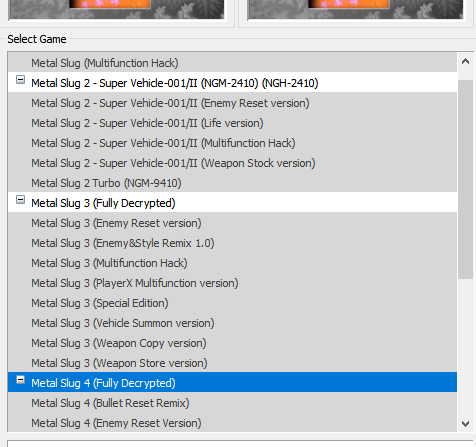 Select Game
Metal Slug (Multifunction Hack)
Metal Slug 2 - Super Vehicle-001/II (NGM-2410) (NGH-2410)
Metal Slug 2 - Super Vehicle-001/II (Enemy Reset version)
Metal Slug 2 - Super Vehicle-001/II (Life version)
Metal Slug 2 - Super Vehicle-001/II (Multifunction Hack)
Metal Slug 2 - Super Vehicle-001/II (Weapon Stock version)
Metal Slug 2 Turbo (NGM-9410)
Metal Slug 3 (Fully Decrypted)
Metal Slug 3 (Enemy Reset version)
Metal Slug 3 (Enemy&Style Remix 1.0)
Metal Slug 3 (Multifunction Hack)
Metal Slug 3 (PlayerX Multifunction version)
Metal Slug 3 (Special Edition)
Metal Slug 3 (Vehicle Summon version)
Metal Slug 3 (Weapon Copy version)
Metal Slug 3 (Weapon Store version)
Metal Slug 4 (Fully Decrypted)
Metal Slug 4 (Bullet Reset Remix)
Metal Slug 4 (Enemy Reset Version)